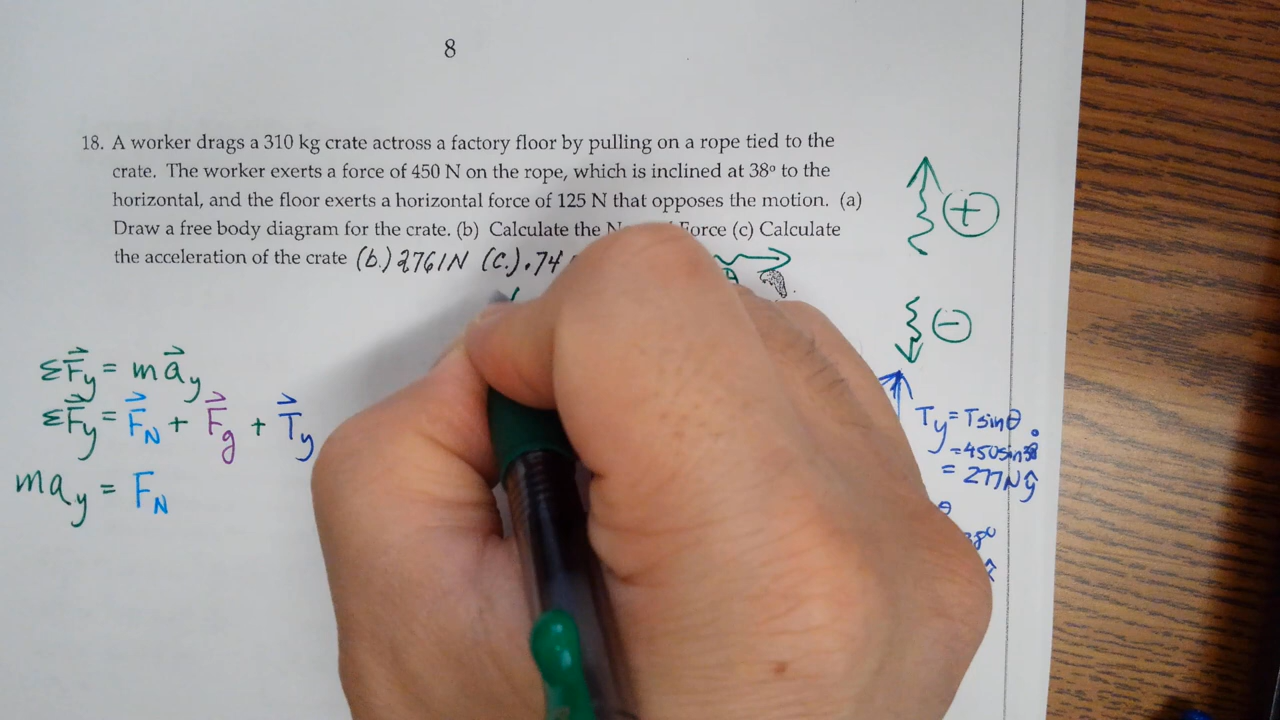 8
18. A worker drags a 310 kg crate actross a factory floor by pulling on a rope tied to the
crate. The worker exerts a force of 450 N on the rope, which is inclined at 38º to the
horizontal, and the floor exerts a horizontal force of 125 N that opposes the motion. (a)
Draw a free body diagram for the crate. (b) Calculate the Force (c) Calculate
the acceleration of the crate (b.) 2761N (c.) .74
+
-
ΣF⃗y = ma⃗y
ΣF⃗y = F⃗N + F⃗g + T⃗y
may = FN
Ty = Tsinθ
= 450sin38°
= 277N ŷ